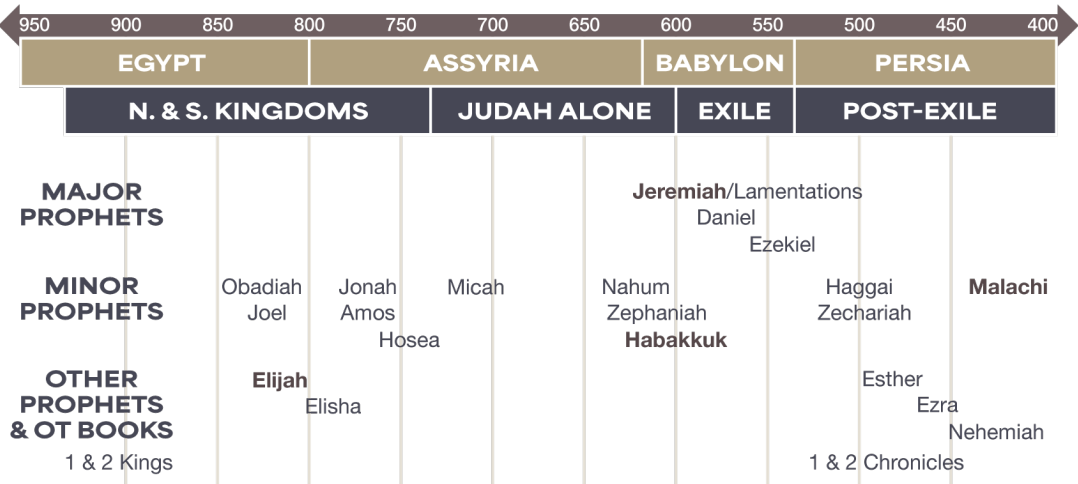 950 900 850 800 750 700 650 600 550 500 450 400
EGYPT ASSYRIA BABYLON PERSIA
N. & S. KINGDOMS JUDAH ALONE EXILE POST-EXILE
MAJOR PROPHETS
Jeremiah/Lamentations
Daniel
Ezekiel
MINOR PROPHETS
Obadiah Jonah Micah Nahum Haggai Malachi
Joel Amos Zephaniah Zechariah
Hosea Habakkuk
OTHER PROPHETS & OT BOOKS
Elijah Esther
Elisha Ezra
Nehemiah
1 & 2 Kings 1 & 2 Chronicles